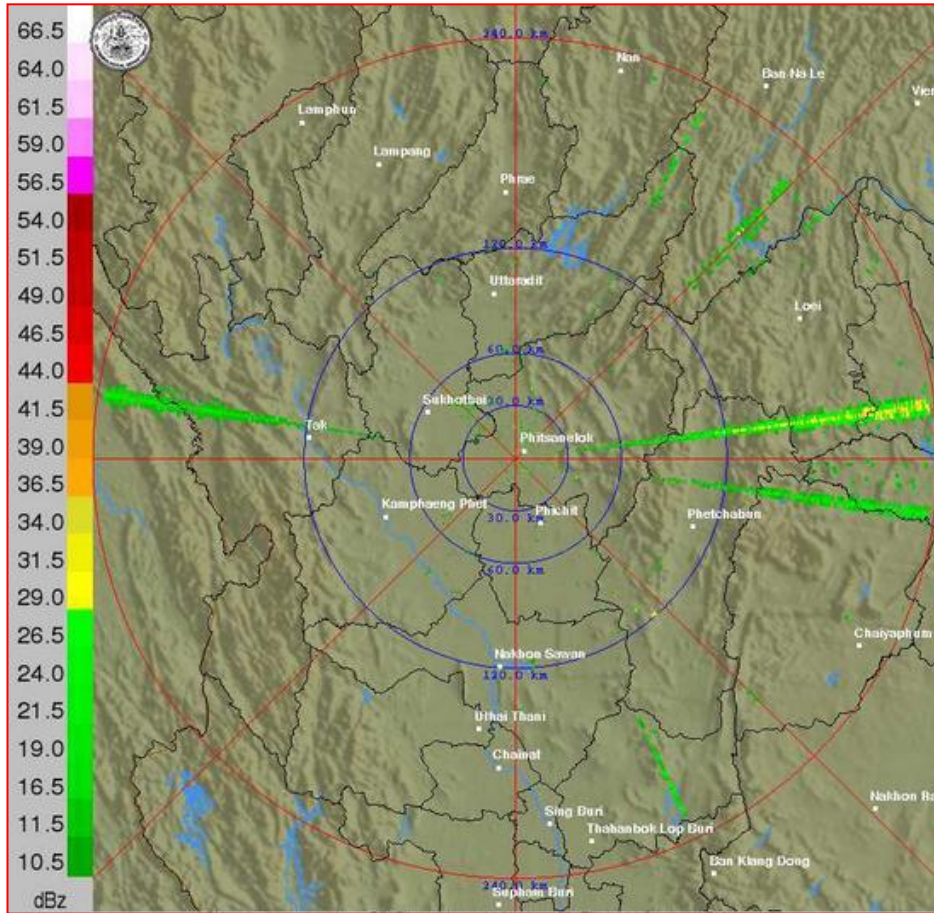 66.5
64.0
61.5
59.0
56.5
54.0
51.5
49.0
46.5
44.0
41.5
39.0
36.5
34.0
31.5
29.0
26.5
24.0
21.5
19.0
16.5
11.5
10.5
dBz
240.0 km
Nan
Ban Na Le
Vien
Lamphun
Lampang
Phrae
120.0 km
Uttaradit
Loei
60.0 km
Sukhothai
30.0 km
Tak
Phitsanulok
Kamphaeng Phet
30.0 km
Phichit
Phetchabun
60.0 km
Chaiyaphum
Nakhon Sawan
120.0 km
Uthai Thani
Chainat
Sing Buri
Nakhon Ra
Thahanbok Lop Buri
Ban Klang Dong
240.0 km
Suphan Buri